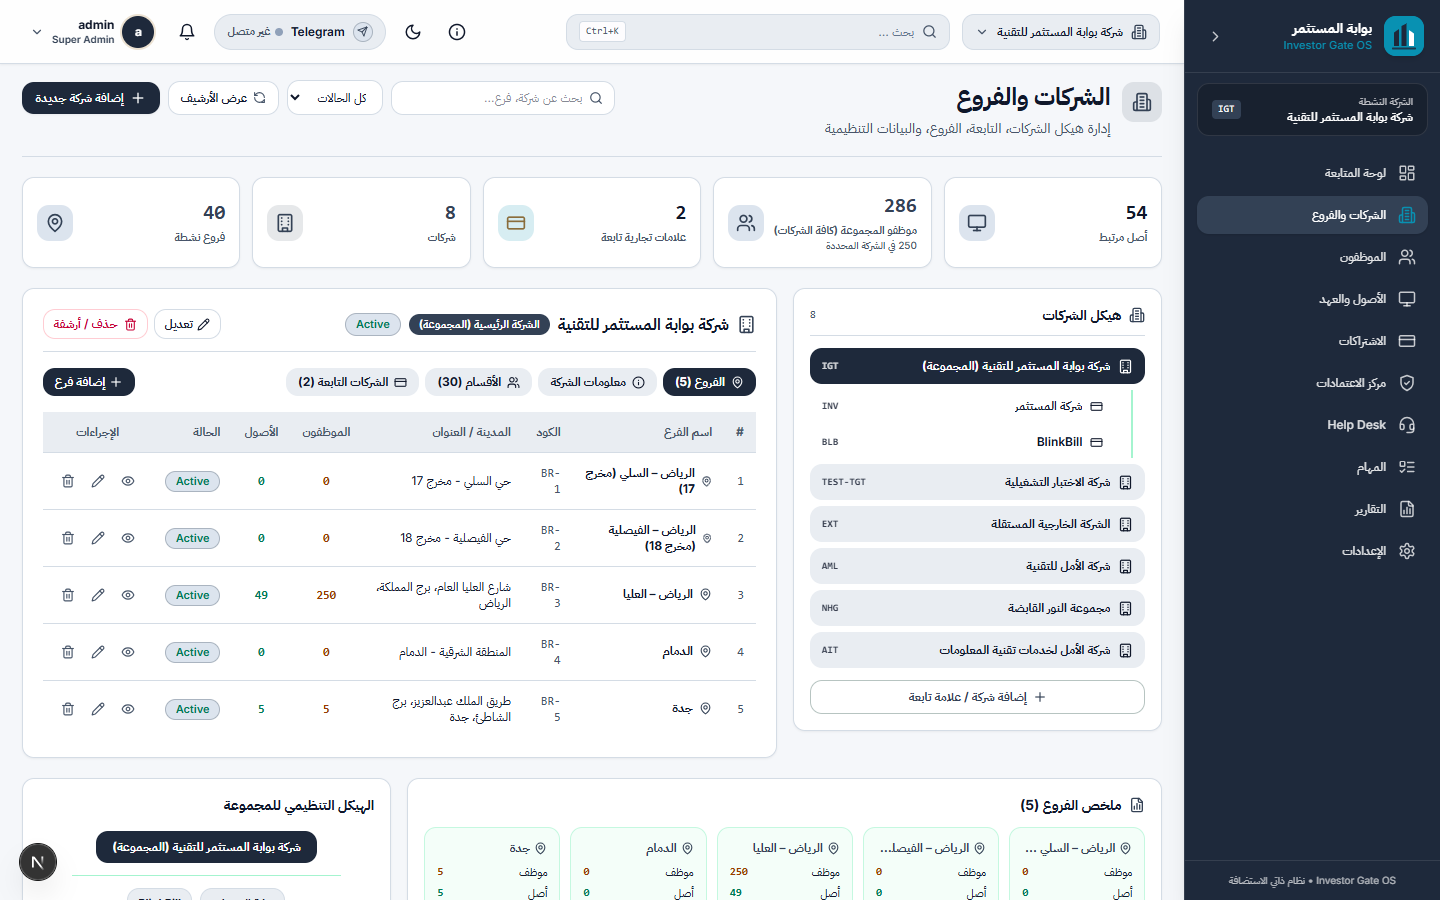 بوابة المستثمر
Investor Gate OS
الشركة النشطة
شركة بوابة المستثمر للتقنية
IGT
لوحة المتابعة
الشركات والفروع
الموظفون
الأصول والعهد
الاشتراكات
مركز الاعتمادات
Help Desk
المهام
التقارير
الإعدادات
Investor Gate OS • نظام ذاتي الاستضافة
شركة بوابة المستثمر للتقنية
بحث ...
Ctrl+K
Telegram
غير متصل
a
admin
Super Admin
الشركات والفروع
إدارة هيكل الشركات، التابعة، الفروع، والبيانات التنظيمية
بحث عن شركة، فرع...
كل الحالات
عرض الأرشيف
إضافة شركة جديدة
54
أصل مرتبط
286
موظفو المجموعة (كافة الشركات)
250 في الشركة المحددة
2
علامات تجارية تابعة
8
شركات
40
فروع نشطة
هيكل الشركات
8
شركة بوابة المستثمر للتقنية (المجموعة)
IGT
شركة المستثمر
INV
BlinkBill
BLB
شركة الاختبار التشغيلية
TEST-TGT
الشركة الخارجية المستقلة
EXT
شركة الأمل للتقنية
AML
مجموعة النور القابضة
NHG
شركة الأمل لخدمات تقنية المعلومات
AIT
إضافة شركة / علامة تابعة
شركة بوابة المستثمر للتقنية
الشركة الرئيسية (المجموعة)
Active
تعديل
حذف / أرشفة
الفروع (5)
معلومات الشركة
الأقسام (30)
الشركات التابعة (2)
إضافة فرع
# اسم الفرع الكود المدينة / العنوان الموظفون الأصول الحالة الإجراءات
1 الرياض – السلي (مخرج 17) BR-1 حي السلي - مخرج 17 0 0 Active
2 الرياض – الفيصلية (مخرج 18) BR-2 حي الفيصلية - مخرج 18 0 0 Active
3 الرياض – العليا BR-3 شارع العليا العام، برج المملكة، الرياض 250 49 Active
4 الدمام BR-4 المنطقة الشرقية - الدمام 0 0 Active
5 جدة BR-5 طريق الملك عبدالعزيز، برج الشاطئ، جدة 5 5 Active
ملخص الفروع (5)
الرياض – السلي ...
موظف 0
أصل 0
الرياض – الفيصلـ...
موظف 0
أصل 0
الرياض – العليا
موظف 250
أصل 49
الدمام
موظف 0
أصل 0
جدة
موظف 5
أصل 5
الهيكل التنظيمي للمجموعة
شركة بوابة المستثمر للتقنية (المجموعة)
N